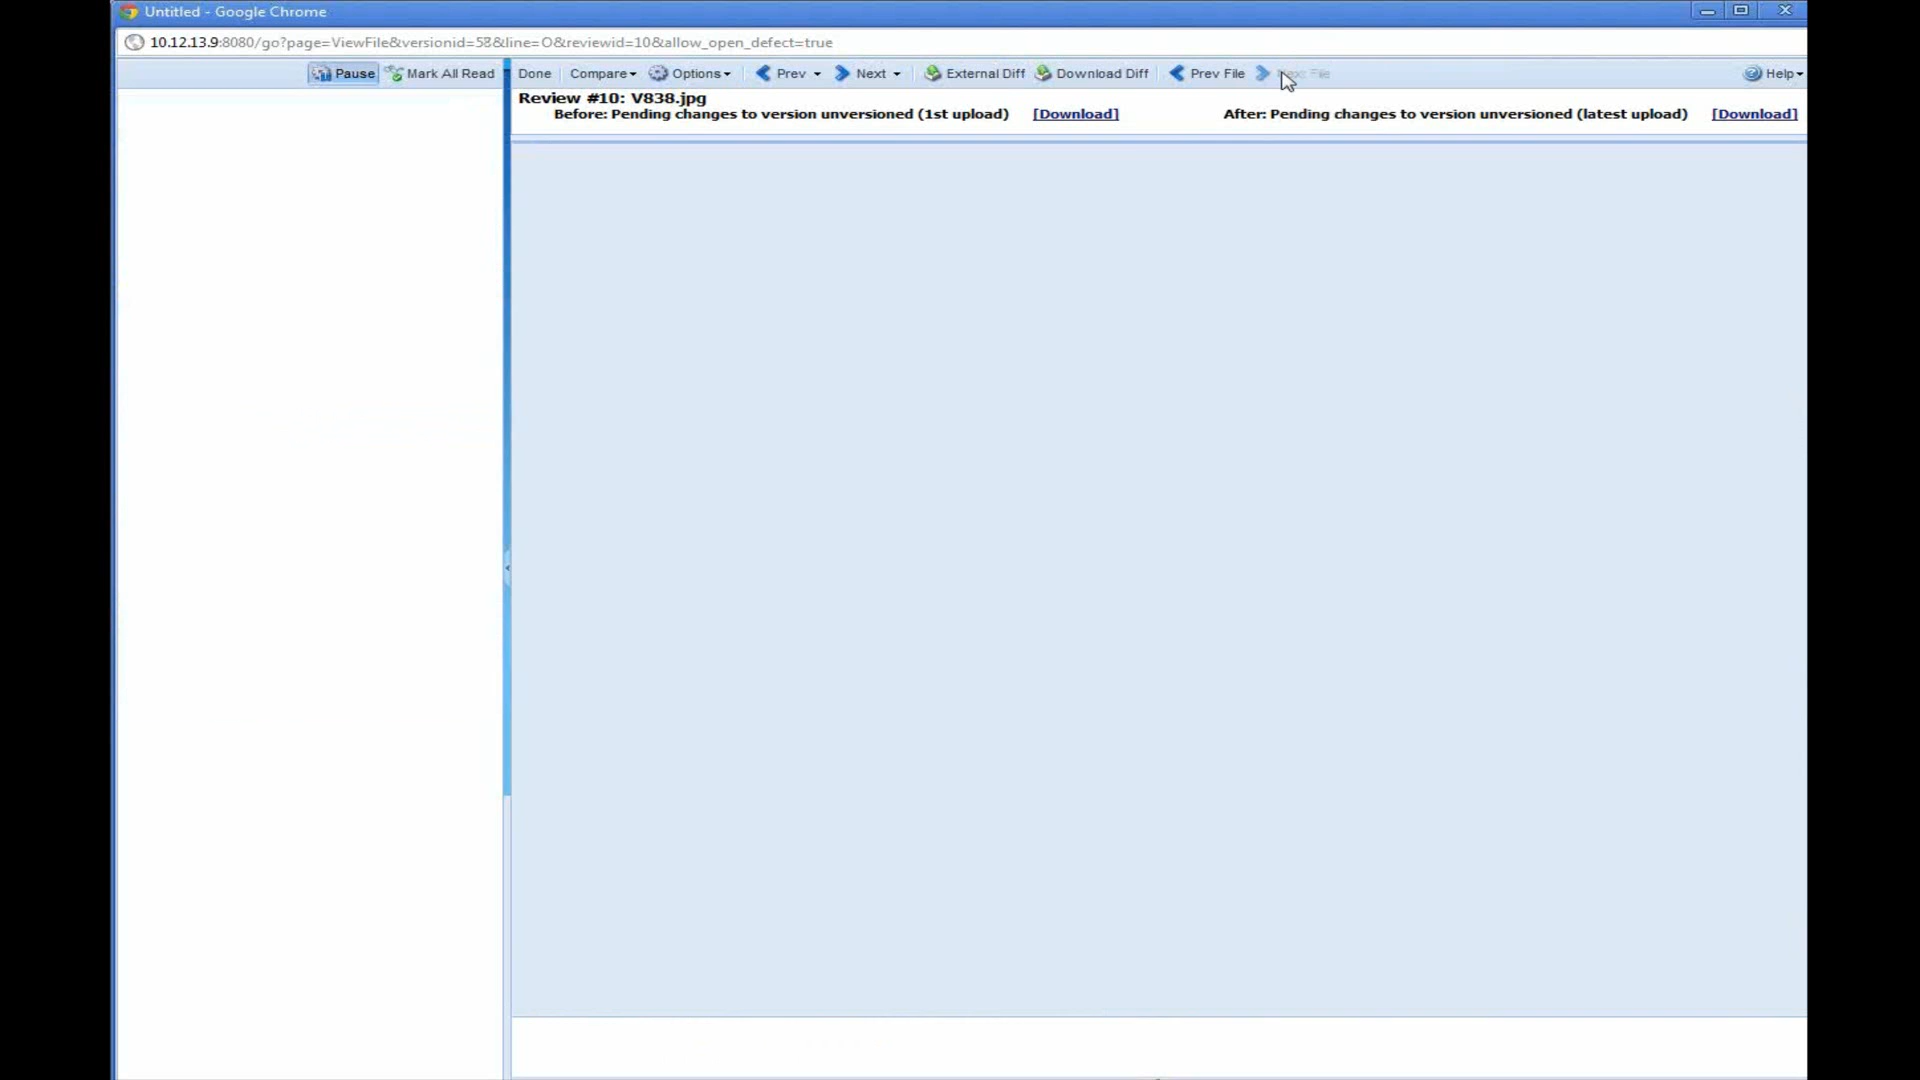 Untitled - Google Chrome
10.12.13.9:8080/go?page=ViewFile&versionid=58&line=O&reviewid=10&allow_open_defect=true
Pause Mark All Read Done Compare Options Prev Next External Diff Download Diff Prev File Next File Help
Review #10: V838.jpg
Before: Pending changes to version unversioned (1st upload) [Download] After: Pending changes to version unversioned (latest upload) [Download]